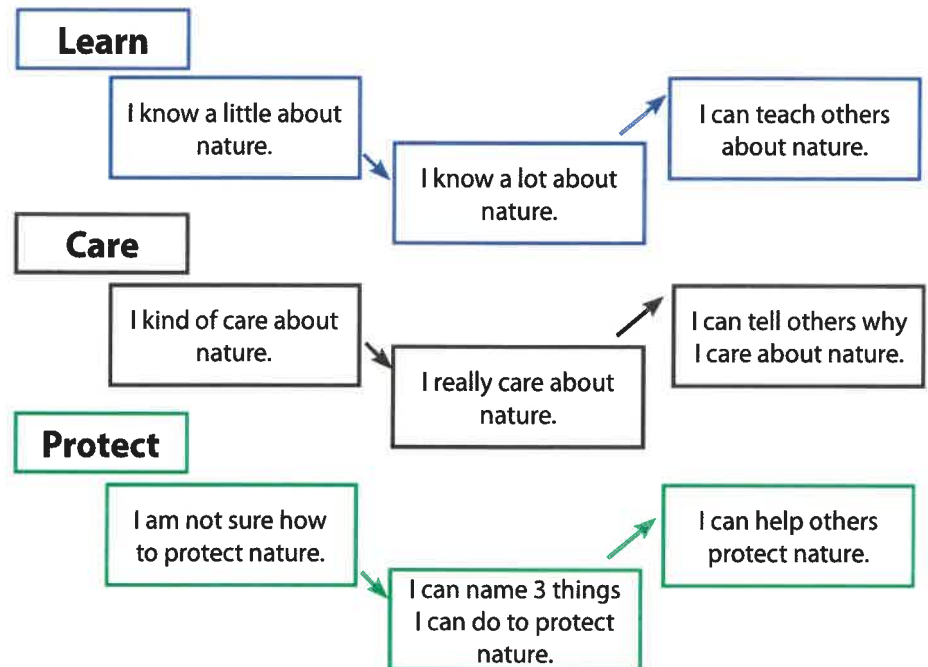 Learn
I know a little about
nature.
I know a lot about
nature.
I can teach others
about nature.
Care
I kind of care about
nature.
I really care about
nature.
I can tell others why
I care about nature.
Protect
I am not sure how
to protect nature.
I can name 3 things
I can do to protect
nature.
I can help others
protect nature.